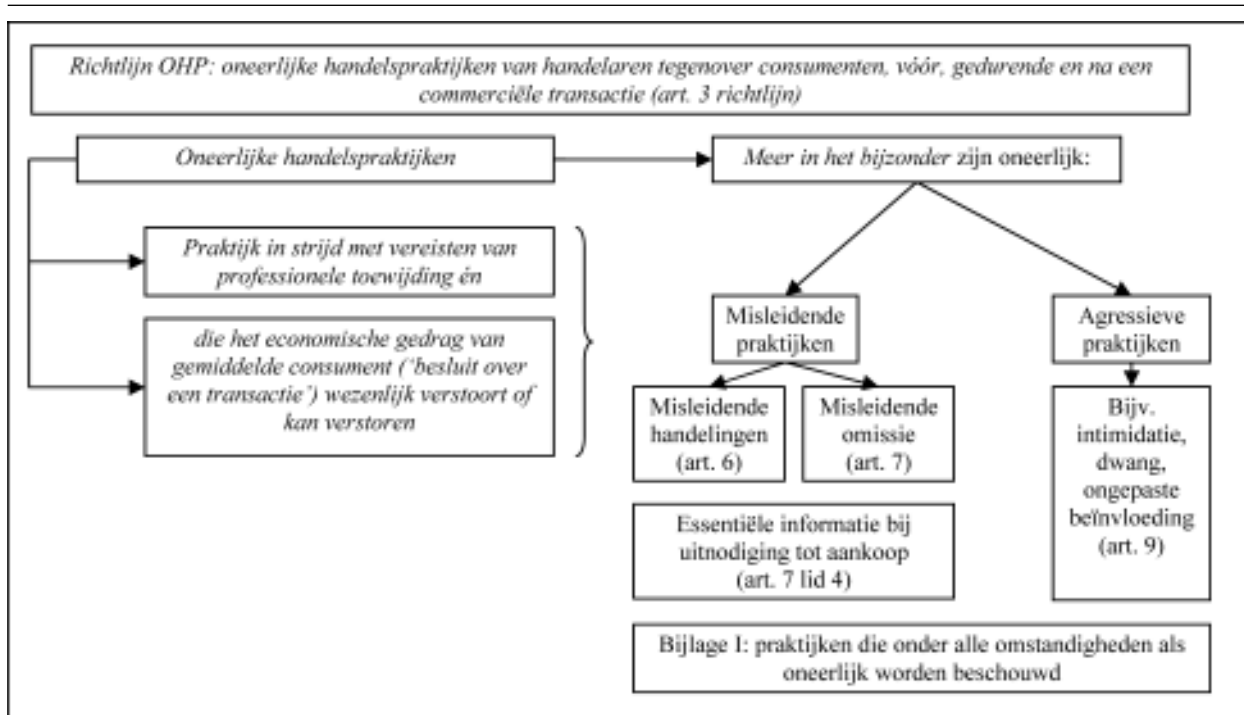 Richtlijn OHP: oneerlijke handelspraktijken van handelaren tegenover consumenten, vóór, gedurende en na een
commerciële transactie (art. 3 richtlijn)
Oneerlijke handelspraktijken
Meer in het bijzonder zijn oneerlijk:
Praktijk in strijd met vereisten van
professionele toewijding én
die het economische gedrag van
gemiddelde consument (‘besluit over
een transactie’) wezenlijk verstoort of
kan verstoren
Misleidende
praktijken
Agressieve
praktijken
Misleidende
handelingen
(art. 6)
Misleidende
omissie
(art. 7)
Bijv.
intimidatie,
dwang,
ongepaste
beïnvloeding
(art. 9)
Essentiële informatie bij
uitnodiging tot aankoop
(art. 7 lid 4)
Bijlage I: praktijken die onder alle omstandigheden als
oneerlijk worden beschouwd